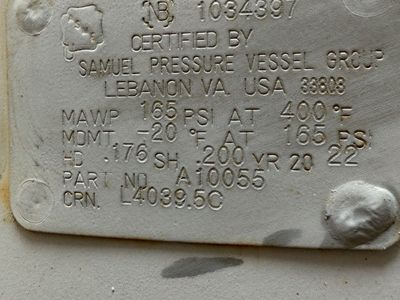 NB 1034397
CERTIFIED BY
SAMUEL PRESSURE VESSEL GROUP
LEBANON VA. USA 33803
MAWP 165 PSI AT 400 °F
MDMT -20 °F AT 165 PSI
HD .176 SH. .200 YR 20 22
PART NO. A10055
CRN. L4039.5C